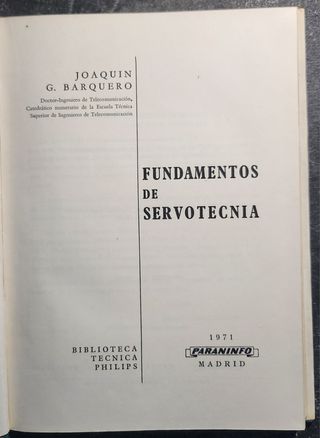 JOAQUIN
G. BARQUERO
Doctor-Ingeniero de Telecomunicación,
Catedrático numerario de la Escuela Técnica
Superior de Ingenieros de Telecomunicación
FUNDAMENTOS
DE
SERVOTECNIA
BIBLIOTECA
TECNICA
PHILIPS
1971
PARANINFO
MADRID